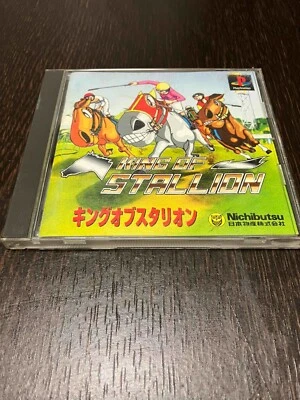 PlayStation
KING OF
STALLION
キングオブスタリオン
Nichibutsu
日本物産株式会社